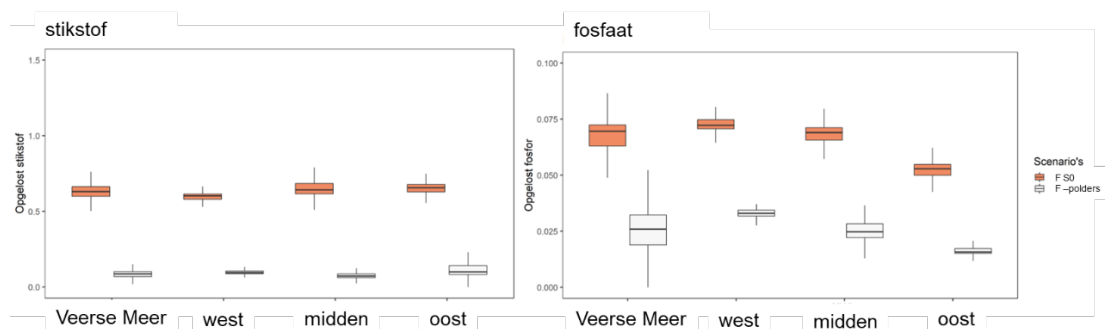 stikstof
1.5
1.0
0.5
0.0
Opgelost stikstof
Veerse Meer west midden oost
fosfaat
0.100
0.075
0.050
0.025
0.000
Opgelost fosfor
Veerse Meer west midden oost
Scenario's
F S0
F –polders